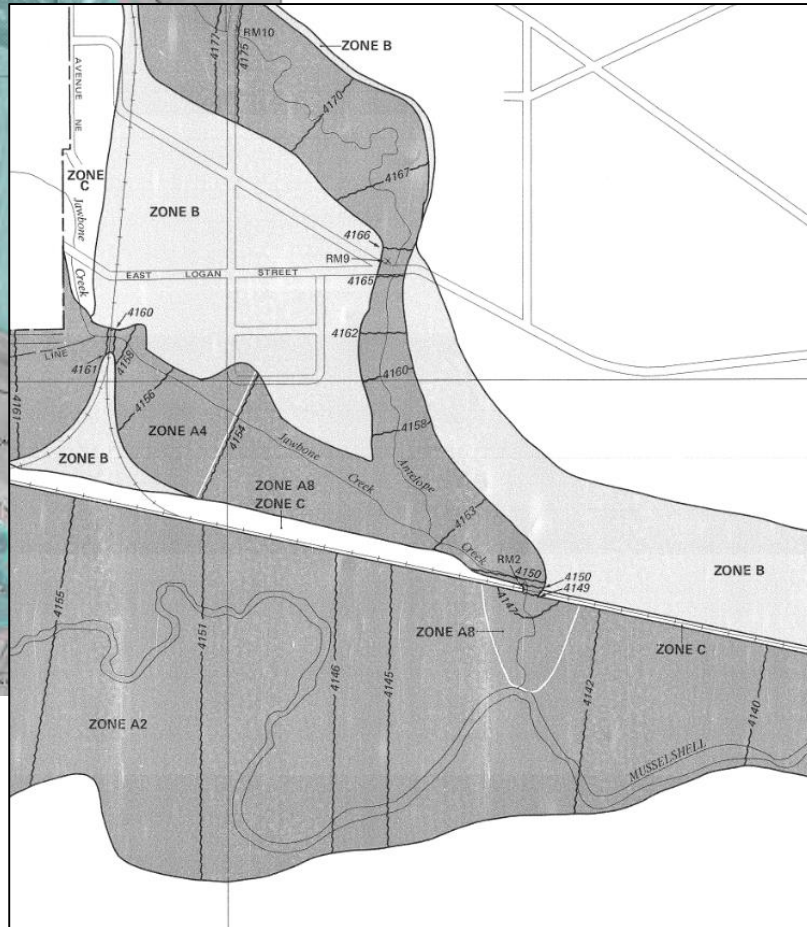 4177
4175
RM10
ZONE B
AVENUE NE
4170
ZONE
C
4167
Jawbone
Creek
ZONE B
4166
RM9
4165
EAST LOGAN STREET
4160
4162
LINE
4158
4161
4161
4156
4160
ZONE A4
4154
4158
Jawbone
Creek
Antelope
Creek
ZONE B
ZONE A8
ZONE C
4153
RM2
4150
4150
4149
ZONE B
4147
4155
4151
4146
4145
ZONE A8
ZONE C
4142
4140
ZONE A2
MUSSELSHELL